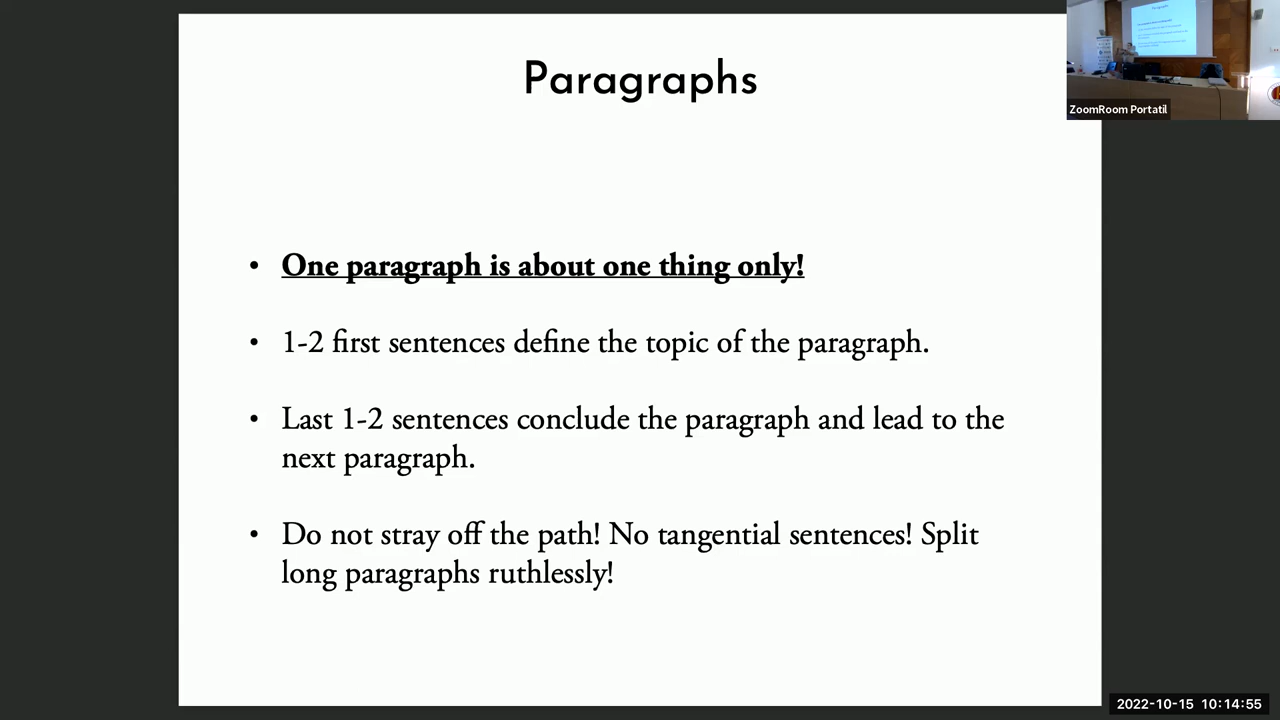 Paragraphs
ZoomRoom Portatil
• One paragraph is about one thing only!
• 1-2 first sentences define the topic of the paragraph.
• Last 1-2 sentences conclude the paragraph and lead to the
next paragraph.
• Do not stray off the path! No tangential sentences! Split
long paragraphs ruthlessly!
2022-10-15 10:14:55